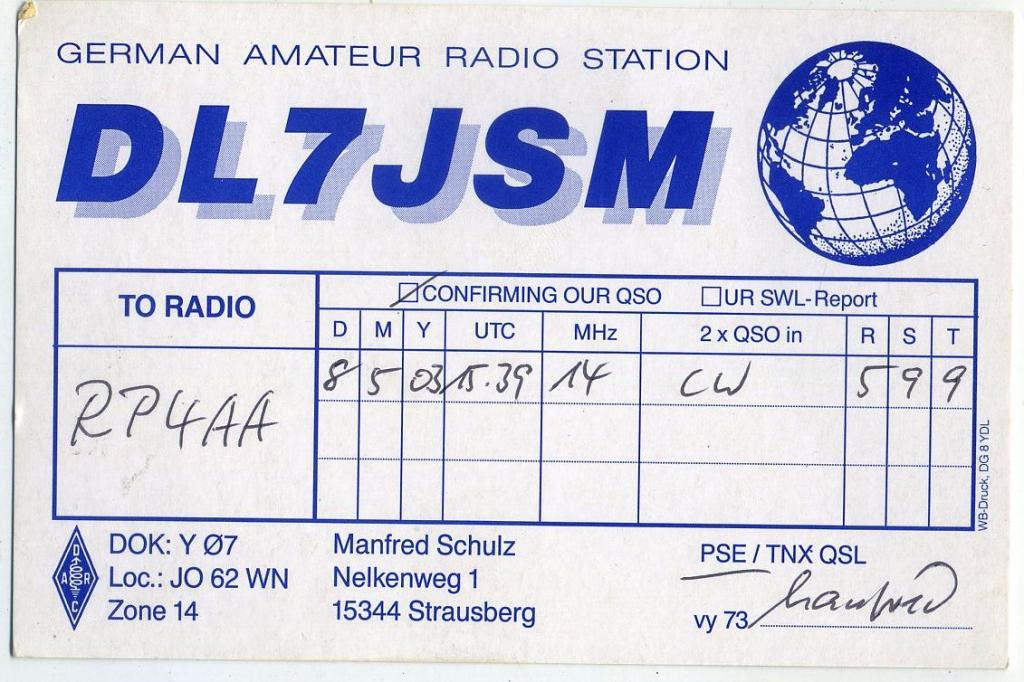 GERMAN AMATEUR RADIO STATION
DL7JSM
TO RADIO
RP4AA
CONFIRMING OUR QSO UR SWL-Report
D M Y UTC MHz 2 x QSO in R S T
8 5 03 15.39 14 CW 5 9 9
WB-Druck, DG 8 YDL
DARC
DOK: Y Ø7
Loc.: JO 62 WN
Zone 14
Manfred Schulz
Nelkenweg 1
15344 Strausberg
PSE / TNX QSL
vy 73 Manfred